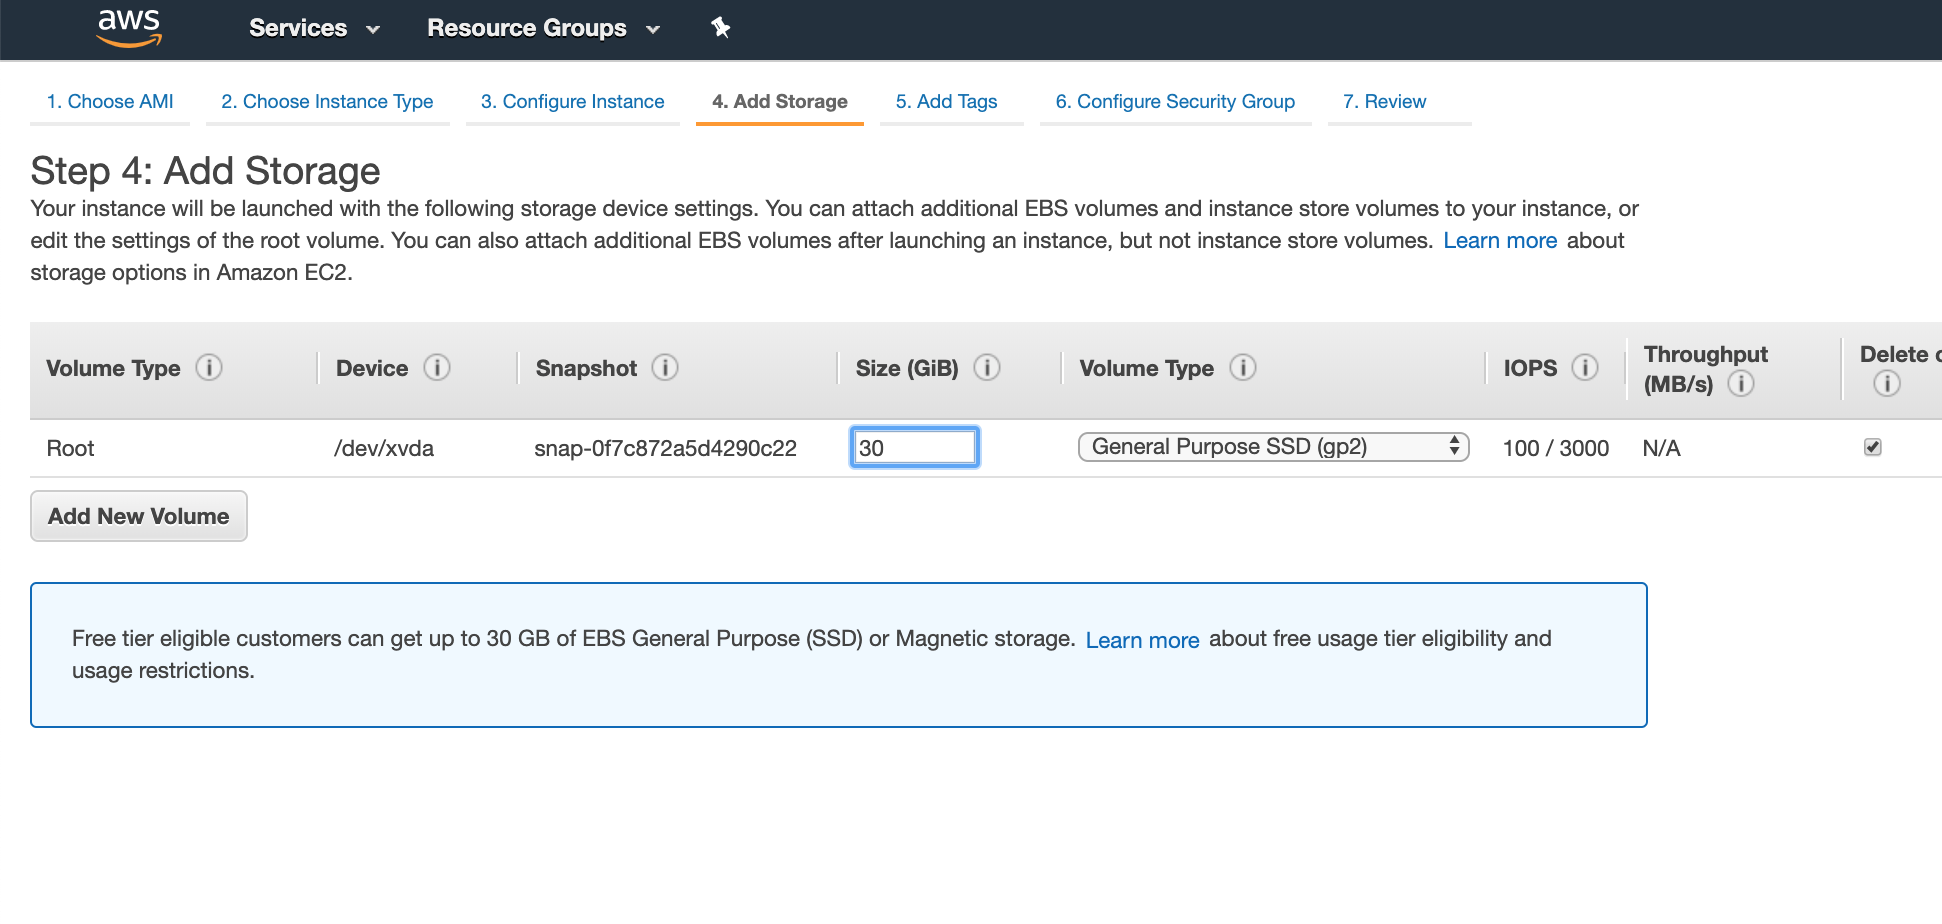 aws Services Resource Groups
1. Choose AMI 2. Choose Instance Type 3. Configure Instance 4. Add Storage 5. Add Tags 6. Configure Security Group 7. Review
Step 4: Add Storage
Your instance will be launched with the following storage device settings. You can attach additional EBS volumes and instance store volumes to your instance, or
edit the settings of the root volume. You can also attach additional EBS volumes after launching an instance, but not instance store volumes. Learn more about
storage options in Amazon EC2.
Volume Type i Device i Snapshot i Size (GiB) i Volume Type i IOPS i Throughput (MB/s) i Delete i
Root /dev/xvda snap-0f7c872a5d4290c22 30 General Purpose SSD (gp2) 100 / 3000 N/A
Add New Volume
Free tier eligible customers can get up to 30 GB of EBS General Purpose (SSD) or Magnetic storage. Learn more about free usage tier eligibility and
usage restrictions.